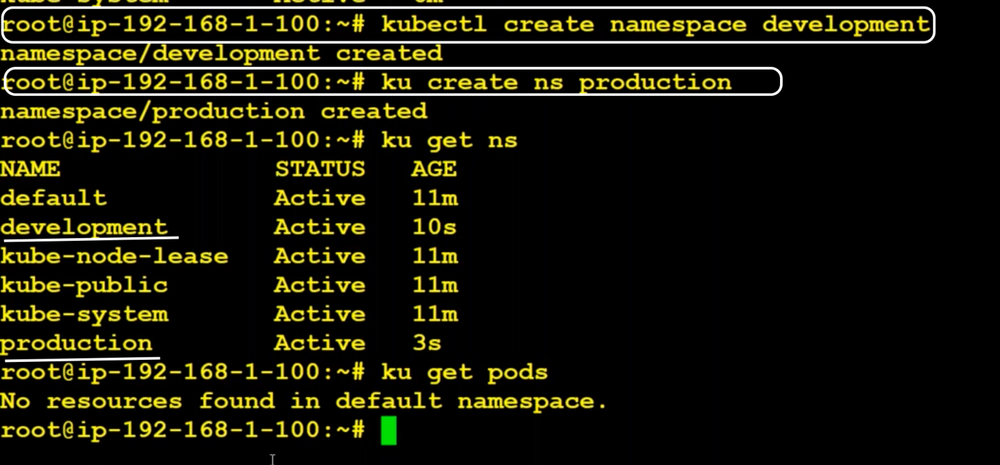 kube-system Active 6m
root@ip-192-168-1-100:~# kubectl create namespace development
namespace/development created
root@ip-192-168-1-100:~# ku create ns production
namespace/production created
root@ip-192-168-1-100:~# ku get ns
NAME STATUS AGE
default Active 11m
development Active 10s
kube-node-lease Active 11m
kube-public Active 11m
kube-system Active 11m
production Active 3s
root@ip-192-168-1-100:~# ku get pods
No resources found in default namespace.
root@ip-192-168-1-100:~#